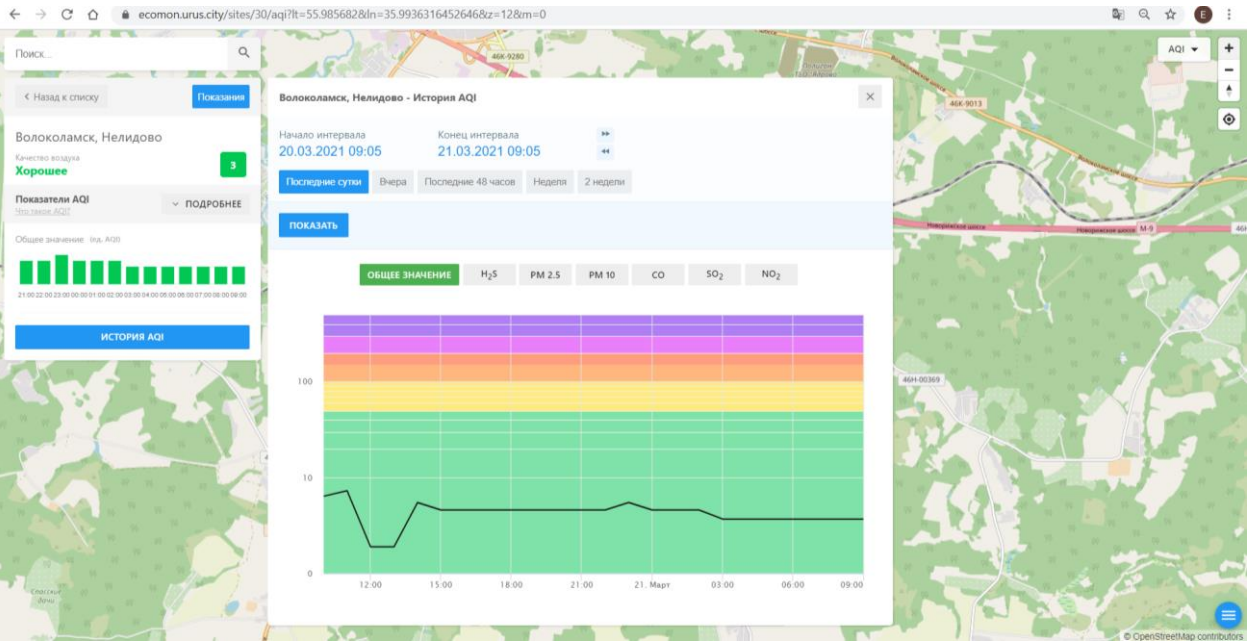 ecomon.urus.city/sites/30/aqi?lt=55.985682&ln=35.9936316452646&z=12&m=0
E
Поиск...
AQI
46К-9280
46К-9013
< Назад к списку
Показания
Волоколамск, Нелидово - История AQI
Волоколамск, Нелидово
Качество воздуха
Хорошее
3
Начало интервала
Конец интервала
20.03.2021 09:05
21.03.2021 09:05
Последние сутки
Вчера
Последние 48 часов
Неделя
2 недели
Показатели AQI
Что такое AQI?
ПОДРОБНЕЕ
ПОКАЗАТЬ
Общее значение (ед. AQI)
21:00 22:00 23:00 00:00 01:00 02:00 03:00 04:00 05:00 06:00 07:00 08:00 09:00
ИСТОРИЯ AQI
ОБЩЕЕ ЗНАЧЕНИЕ
H₂S
PM 2.5
PM 10
CO
SO₂
NO₂
Новорижское шоссе
Новорижское шоссе
M-9
Волоколамское шоссе
46Н-00369
100
10
0
12:00
15:00
18:00
21:00
21. Март
03:00
06:00
09:00
© OpenStreetMap contributors